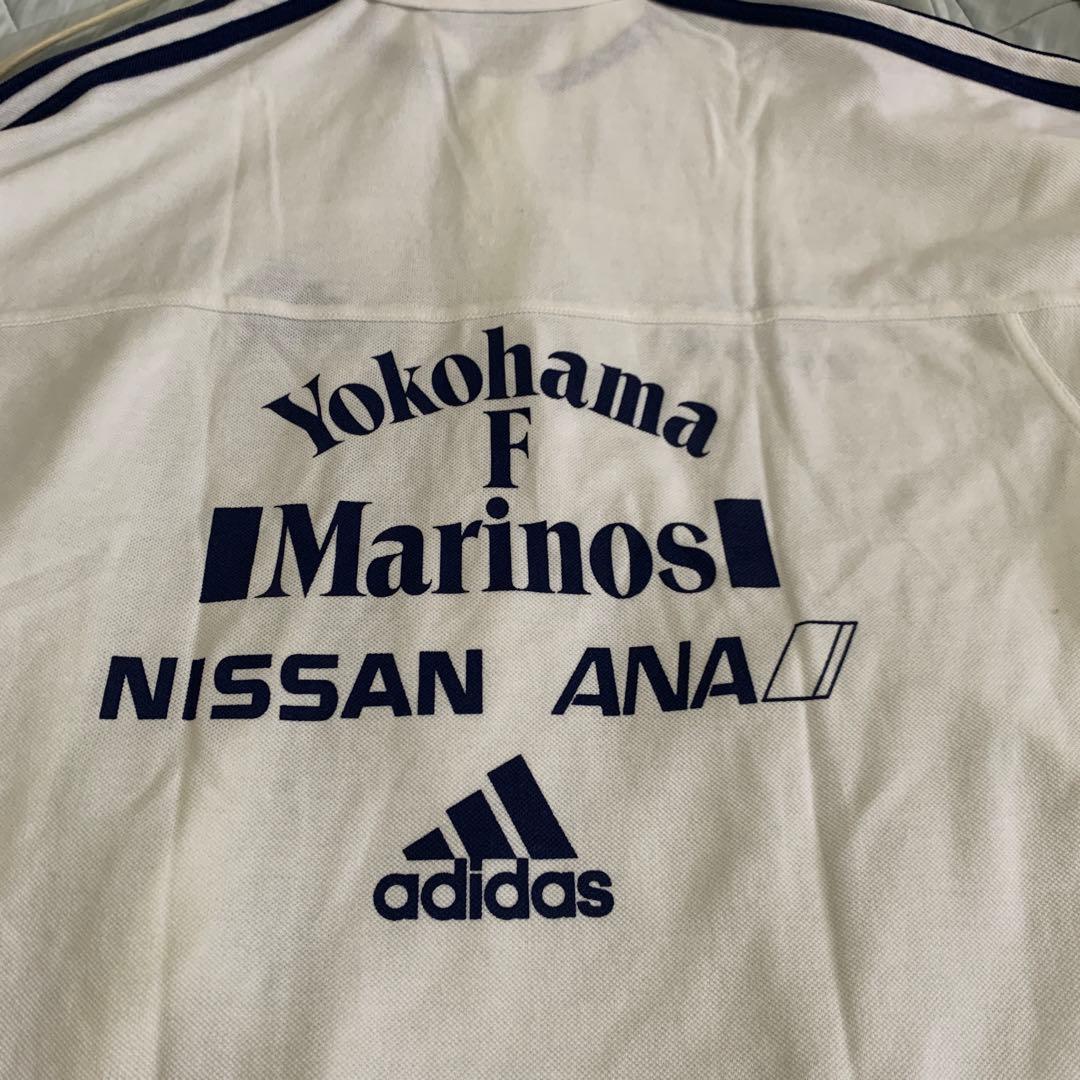 Yokohama
F
Marinos
NISSAN ANA
adidas